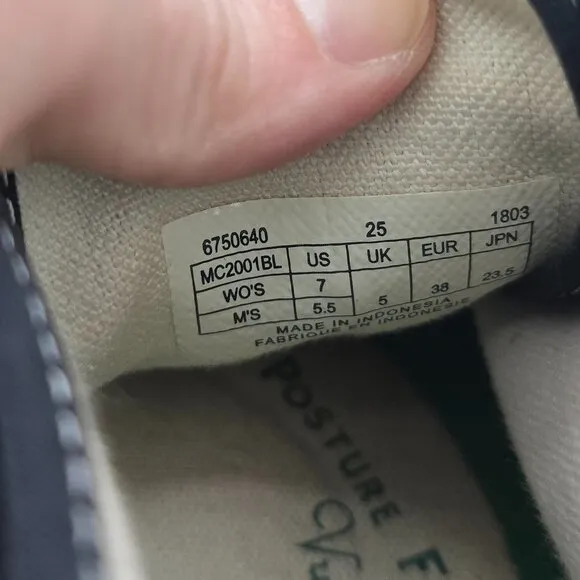 6750640 25 1803
MC2001BL US UK EUR JPN
WO'S 7 5 38 23.5
M'S 5.5
MADE IN INDONESIA
FABRIQUE EN INDONESIE
POSTURE